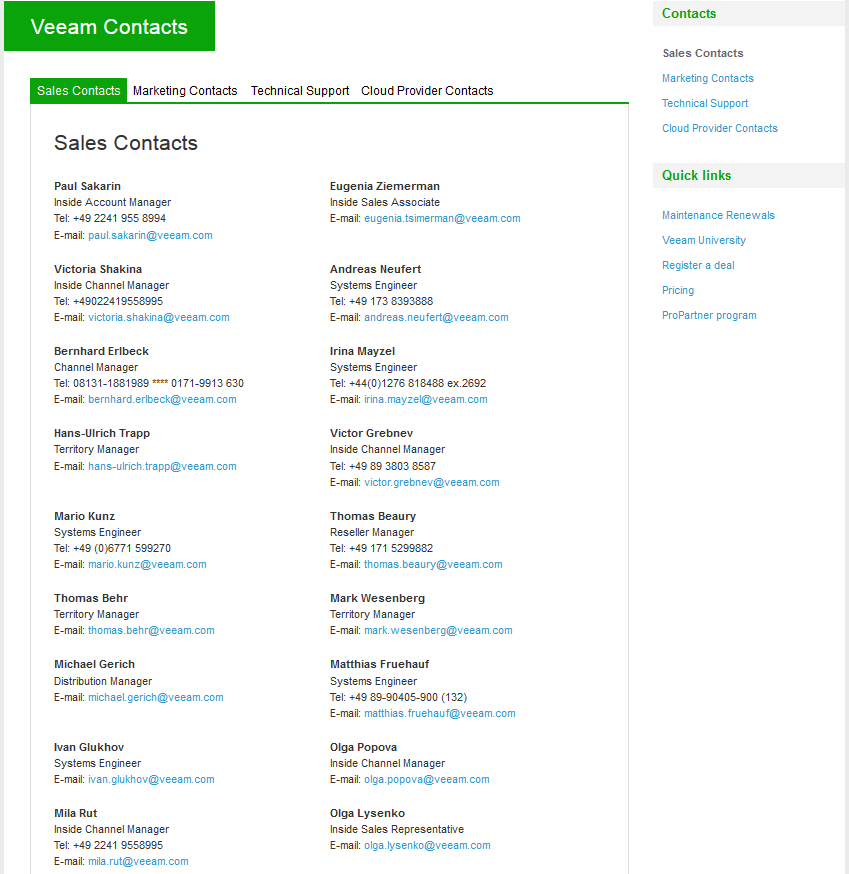 Veeam Contacts
Sales Contacts Marketing Contacts Technical Support Cloud Provider Contacts
Sales Contacts
Paul Sakarin
Inside Account Manager
Tel: +49 2241 955 8994
E-mail: paul.sakarin@veeam.com
Eugenia Ziemerman
Inside Sales Associate
E-mail: eugenia.tsimerman@veeam.com
Victoria Shakina
Inside Channel Manager
Tel: +49022419558995
E-mail: victoria.shakina@veeam.com
Andreas Neufert
Systems Engineer
Tel: +49 173 8393888
E-mail: andreas.neufert@veeam.com
Bernhard Erlbeck
Channel Manager
Tel: 08131-1881989 **** 0171-9913 630
E-mail: bernhard.erlbeck@veeam.com
Irina Mayzel
Systems Engineer
Tel: +44(0)1276 818488 ex.2692
E-mail: irina.mayzel@veeam.com
Hans-Ulrich Trapp
Territory Manager
E-mail: hans-ulrich.trapp@veeam.com
Victor Grebnev
Inside Channel Manager
Tel: +49 89 3803 8587
E-mail: victor.grebnev@veeam.com
Mario Kunz
Systems Engineer
Tel: +49 (0)6771 599270
E-mail: mario.kunz@veeam.com
Thomas Beaury
Reseller Manager
Tel: +49 171 5299882
E-mail: thomas.beaury@veeam.com
Thomas Behr
Territory Manager
E-mail: thomas.behr@veeam.com
Mark Wesenberg
Territory Manager
E-mail: mark.wesenberg@veeam.com
Michael Gerich
Distribution Manager
E-mail: michael.gerich@veeam.com
Matthias Fruehauf
Systems Engineer
Tel: +49 89-90405-900 (132)
E-mail: matthias.fruehauf@veeam.com
Ivan Glukhov
Systems Engineer
E-mail: ivan.glukhov@veeam.com
Olga Popova
Inside Channel Manager
E-mail: olga.popova@veeam.com
Mila Rut
Inside Channel Manager
Tel: +49 2241 9558995
E-mail: mila.rut@veeam.com
Olga Lysenko
Inside Sales Representative
E-mail: olga.lysenko@veeam.com
Contacts
Sales Contacts
Marketing Contacts
Technical Support
Cloud Provider Contacts
Quick links
Maintenance Renewals
Veeam University
Register a deal
Pricing
ProPartner program